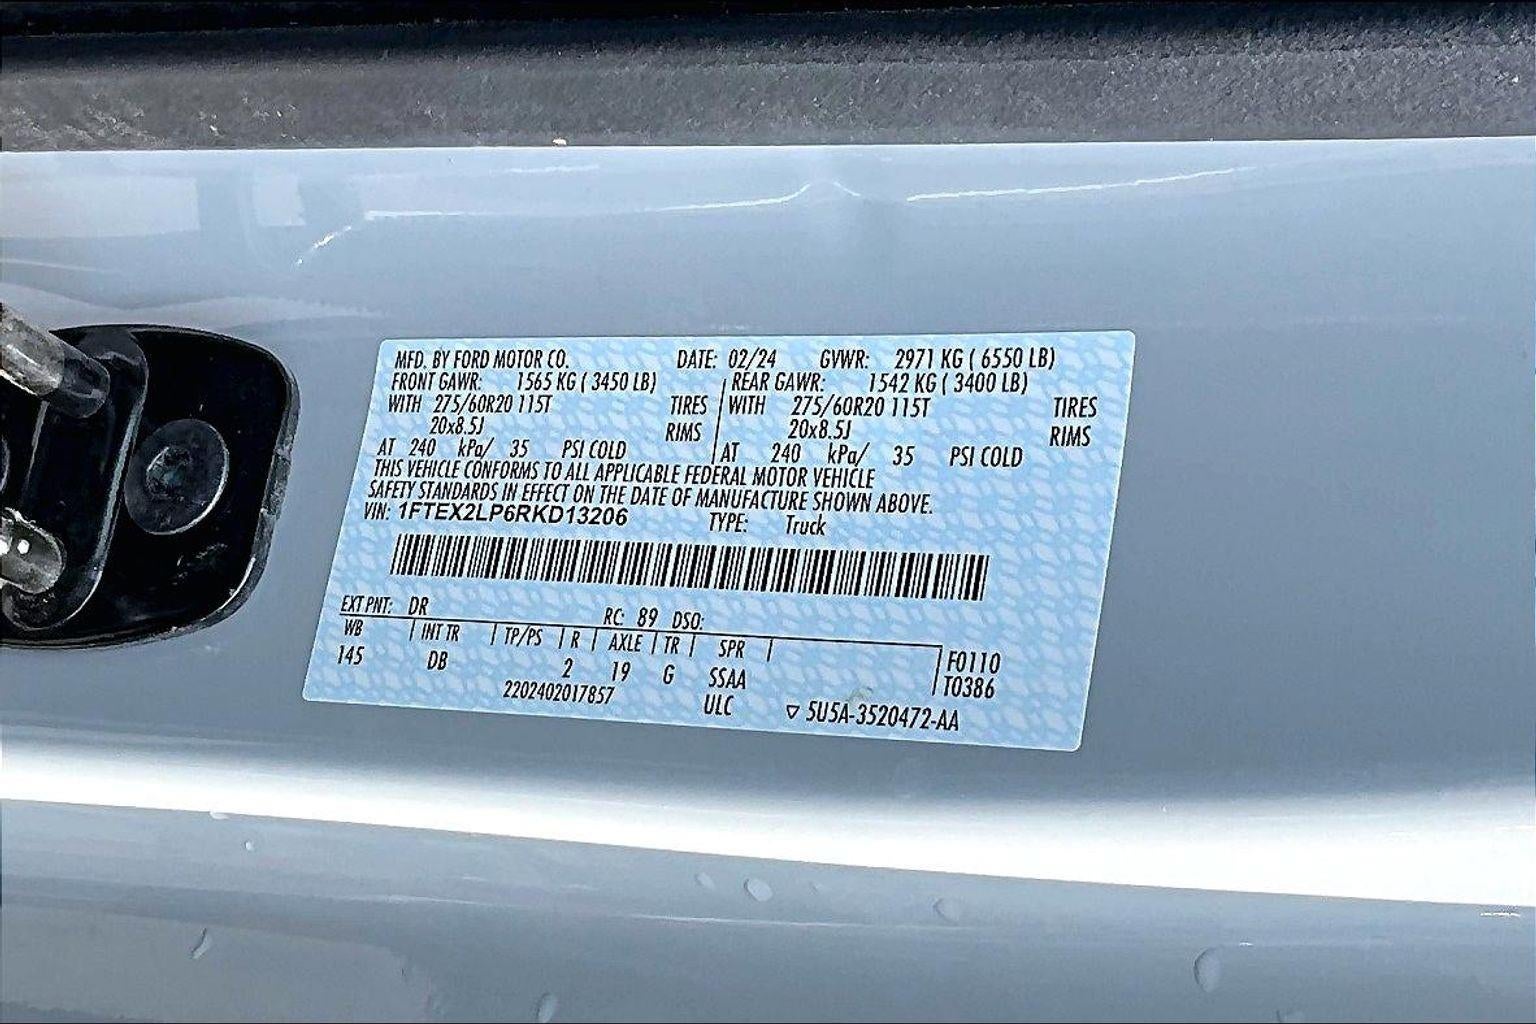 MFD. BY FORD MOTOR CO. DATE: 02/24 GVWR: 2971 KG ( 6550 LB)
FRONT GAWR: 1565 KG ( 3450 LB) REAR GAWR: 1542 KG ( 3400 LB)
WITH 275/60R20 115T TIRES WITH 275/60R20 115T TIRES
20x8.5J RIMS 20x8.5J RIMS
AT 240 kPa/ 35 PSI COLD AT 240 kPa/ 35 PSI COLD
THIS VEHICLE CONFORMS TO ALL APPLICABLE FEDERAL MOTOR VEHICLE
SAFETY STANDARDS IN EFFECT ON THE DATE OF MANUFACTURE SHOWN ABOVE.
VIN: 1FTEX2LP6RKD13206 TYPE: Truck
EXT PNT: DR RC: 89 DSO:
WB INT TR TP/PS R AXLE TR SPR F0110
145 DB 2 19 G SSAA T0386
2202402017857 ULC ▽ 5U5A-3520472-AA